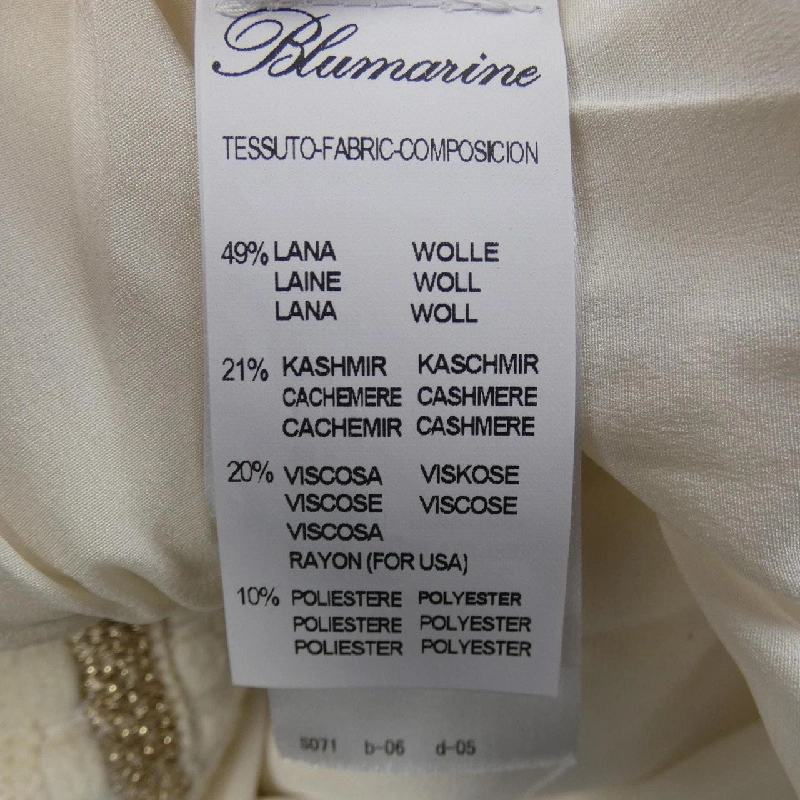 Blumarine
TESSUTO-FABRIC-COMPOSICION
49% LANA WOLLE
LAINE WOLL
LANA WOLL
21% KASHMIR KASCHMIR
CACHEMERE CASHMERE
CACHEMIR CASHMERE
20% VISCOSA VISKOSE
VISCOSE VISCOSE
VISCOSA
RAYON (FOR USA)
10% POLIESTERE POLYESTER
POLIESTERE POLYESTER
POLIESTER POLYESTER
S071 b-06 d-05